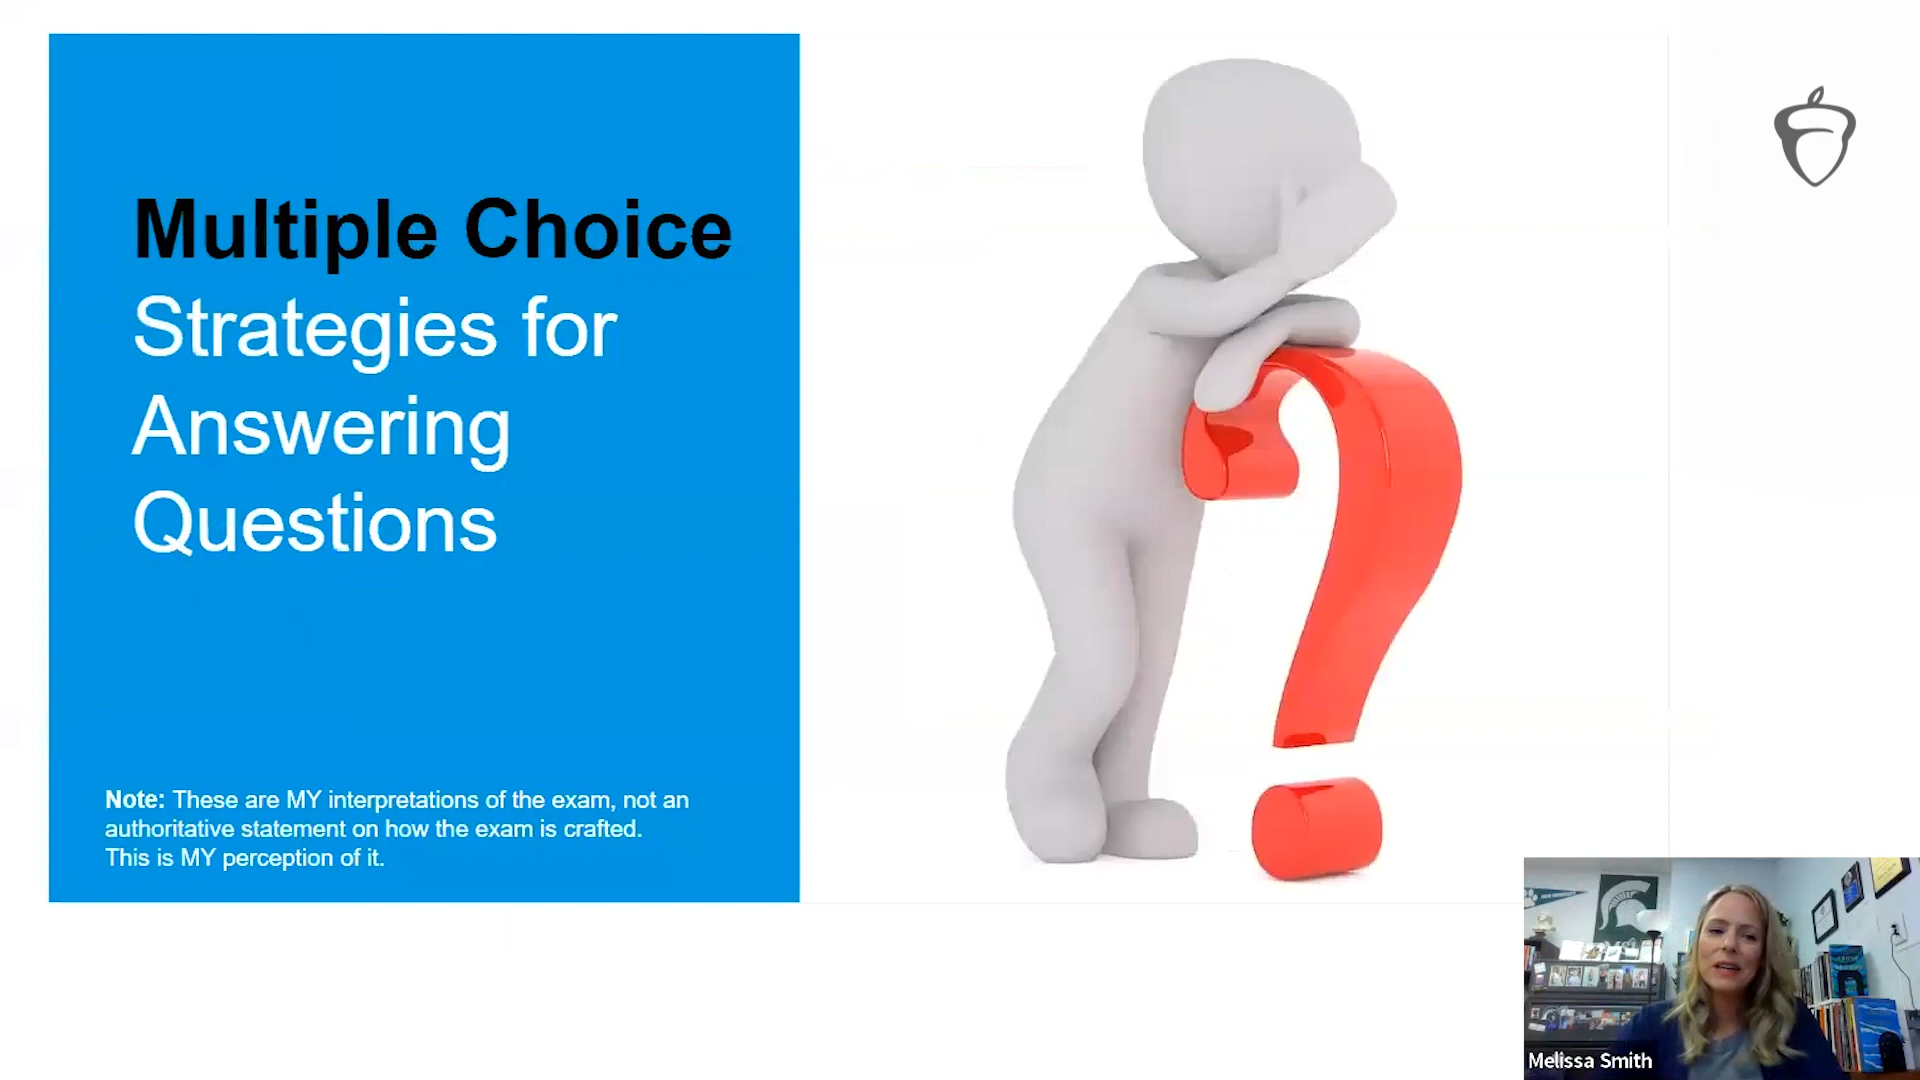 Multiple Choice
Strategies for
Answering
Questions
Note: These are MY interpretations of the exam, not an
authoritative statement on how the exam is crafted.
This is MY perception of it.
Melissa Smith